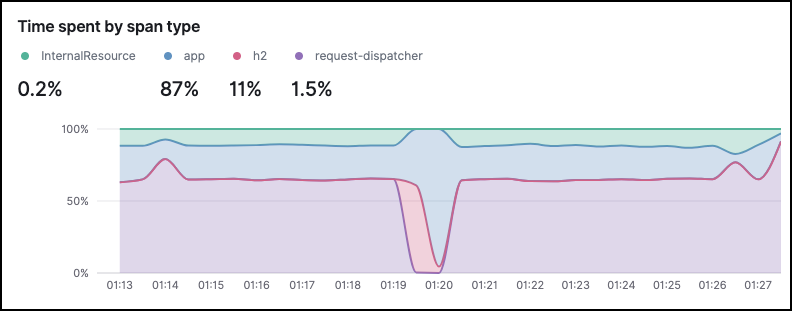 Time spent by span type
InternalResource app h2 request-dispatcher
0.2% 87% 11% 1.5%
100%
50%
0%
01:13 01:14 01:15 01:16 01:17 01:18 01:19 01:20 01:21 01:22 01:23 01:24 01:25 01:26 01:27